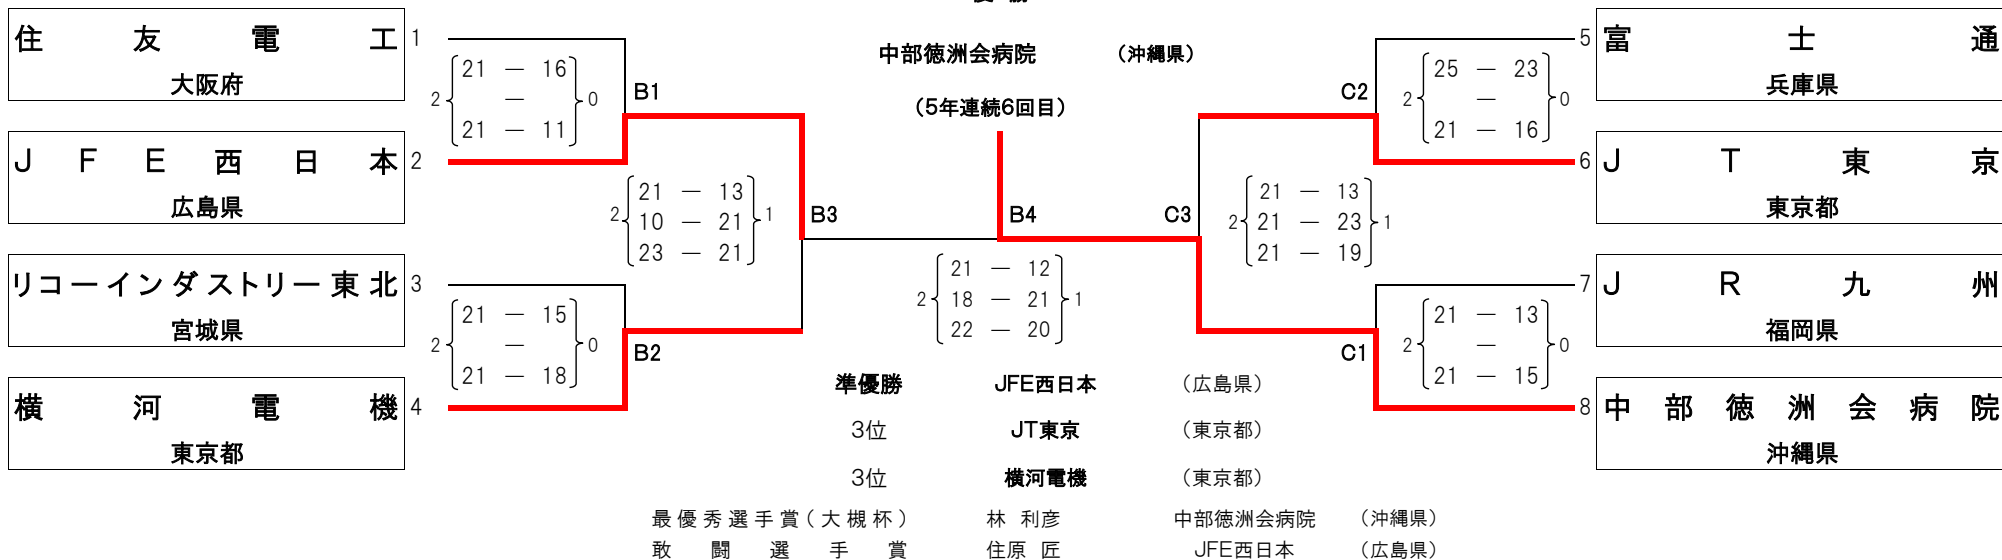 住友電工 1
大阪府
JFE西日本 2
広島県
リコーインダストリー東北 3
宮城県
横河電機 4
東京都
2 21 — 16 0
—
21 — 11
B1
2 21 — 15 0
—
21 — 18
B2
2 21 — 13 1
10 — 21
23 — 21
B3
中部徳洲会病院 (沖縄県)
(5年連続6回目)
B4
2 21 — 12 1
18 — 21
22 — 20
C3
2 21 — 13 1
21 — 23
21 — 19
C2
2 25 — 23 0
—
21 — 16
C1
2 21 — 13 0
—
21 — 15
5 富士通
兵庫県
6 JT東京
東京都
7 JR九州
福岡県
8 中部徳洲会病院
沖縄県
準優勝 JFE西日本 (広島県)
3位 JT東京 (東京都)
3位 横河電機 (東京都)
最優秀選手賞(大槻杯) 林 利彦 中部徳洲会病院 (沖縄県)
敢闘選手賞 住原 匠 JFE西日本 (広島県)